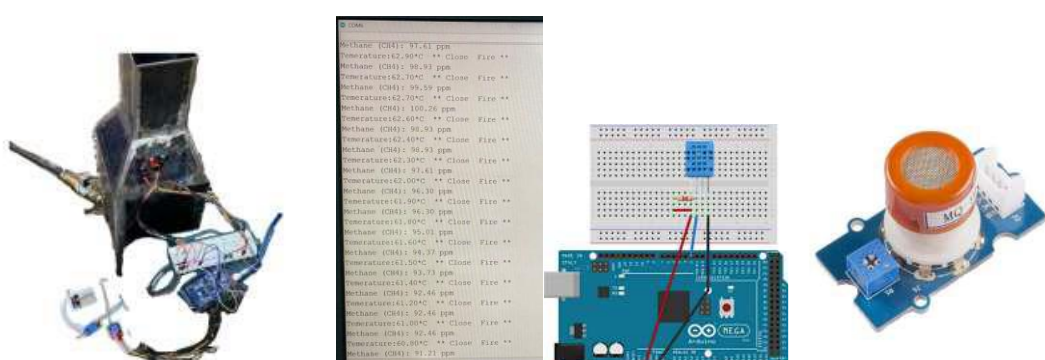 COM4
Methane (CH4): 97.61 ppm
Temerature:62.90*C ** Close Fire **
Methane (CH4): 98.93 ppm
Temerature:62.70*C ** Close Fire **
Methane (CH4): 99.59 ppm
Temerature:62.70*C ** Close Fire **
Methane (CH4): 100.26 ppm
Temerature:62.60*C ** Close Fire **
Methane (CH4): 98.93 ppm
Temerature:62.40*C ** Close Fire **
Methane (CH4): 98.93 ppm
Temerature:62.30*C ** Close Fire **
Methane (CH4): 97.61 ppm
Temerature:62.00*C ** Close Fire **
Methane (CH4): 96.30 ppm
Temerature:61.90*C ** Close Fire **
Methane (CH4): 96.30 ppm
Temerature:61.80*C ** Close Fire **
Methane (CH4): 95.01 ppm
Temerature:61.60*C ** Close Fire **
Methane (CH4): 94.37 ppm
Temerature:61.50*C ** Close Fire **
Methane (CH4): 93.73 ppm
Temerature:61.40*C ** Close Fire **
Methane (CH4): 92.46 ppm
Temerature:61.20*C ** Close Fire **
Methane (CH4): 92.46 ppm
Temerature:61.00*C ** Close Fire **
Methane (CH4): 92.46 ppm
Temerature:60.90*C ** Close Fire **
Methane (CH4): 91.21 ppm
MEGA
Arduino
MQ